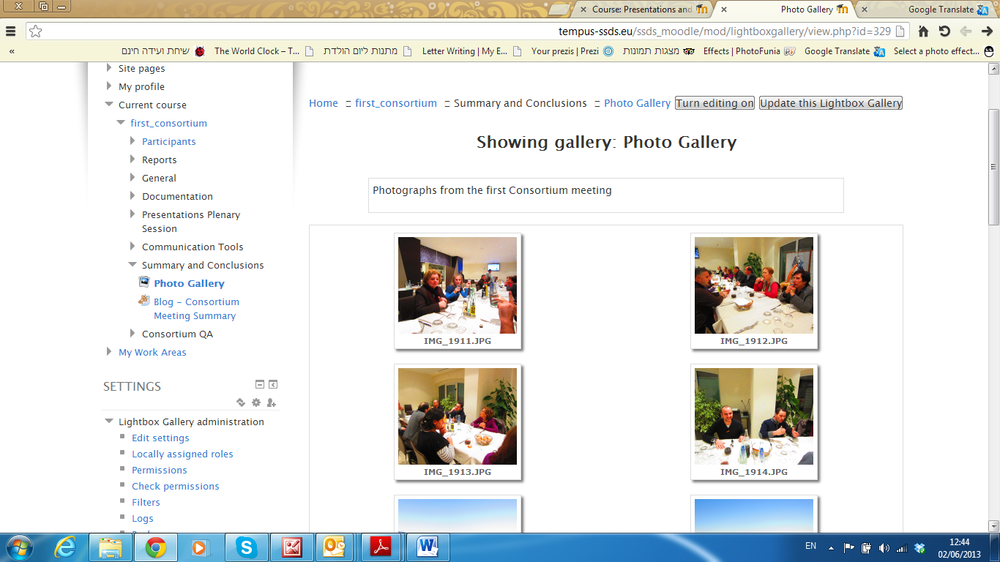 Course: Presentations and
Photo Gallery
Google Translate
tempus-ssds.eu/ssds_moodle/mod/lightboxgallery/view.php?id=329
«
שיחת ועידה חינם
The World Clock – T...
מתנות ליום הולדת
Letter Writing | My E...
Your prezis | Prezi
מצגות תמונות
Effects | PhotoFunia
Google Translate
Select a photo effect...
Site pages
My profile
Current course
first_consortium
Participants
Reports
General
Documentation
Presentations Plenary
Session
Communication Tools
Summary and Conclusions
Photo Gallery
Blog - Consortium
Meeting Summary
Consortium QA
My Work Areas
SETTINGS
Lightbox Gallery administration
Edit settings
Locally assigned roles
Permissions
Check permissions
Filters
Logs
Home first_consortium Summary and Conclusions Photo Gallery Turn editing on Update this Lightbox Gallery
Showing gallery: Photo Gallery
Photographs from the first Consortium meeting
IMG_1911.JPG
IMG_1912.JPG
IMG_1913.JPG
IMG_1914.JPG
EN
12:44
02/06/2013